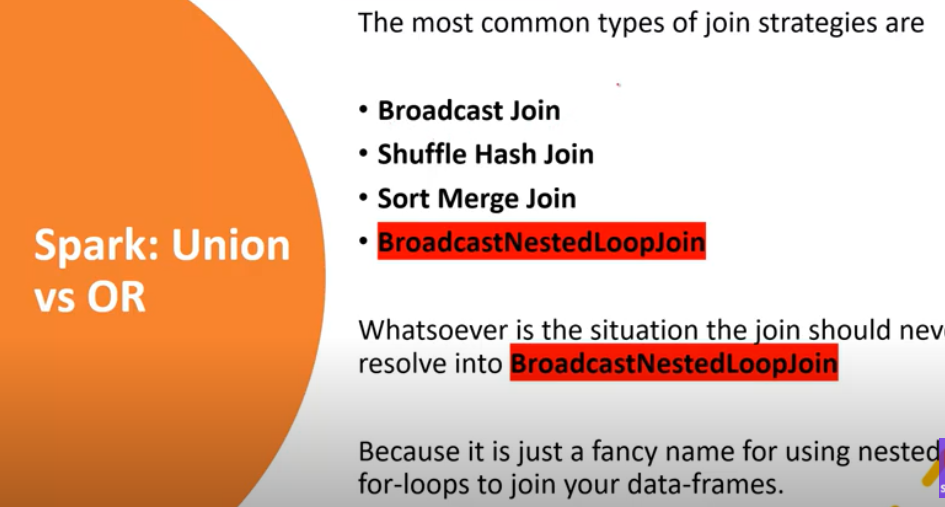 Spark: Union
vs OR
The most common types of join strategies are
• Broadcast Join
• Shuffle Hash Join
• Sort Merge Join
• BroadcastNestedLoopJoin
Whatsoever is the situation the join should nev
resolve into BroadcastNestedLoopJoin
Because it is just a fancy name for using nested
for-loops to join your data-frames.